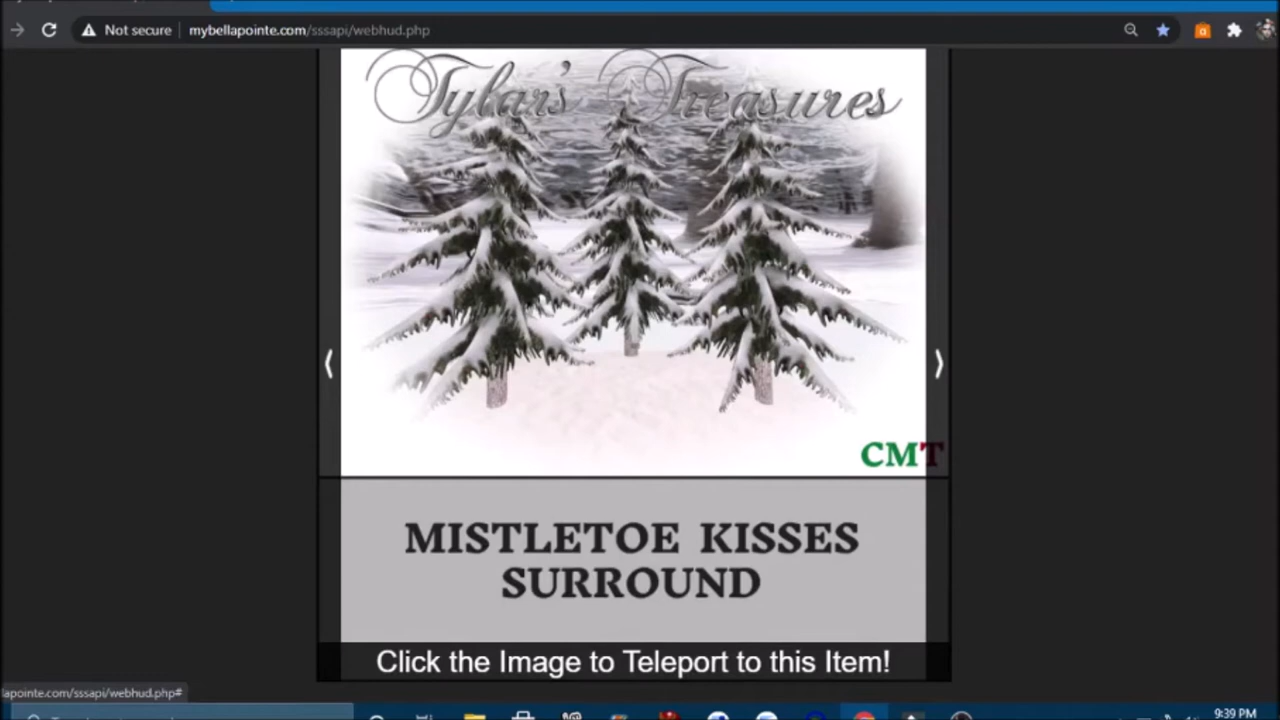 Not secure | mybellapointe.com/sssapi/webhud.php
Tylar's Treasures
CMT
MISTLETOE KISSES
SURROUND
Click the Image to Teleport to this Item!
lapointe.com/sssapi/webhud.php#
9:39 PM